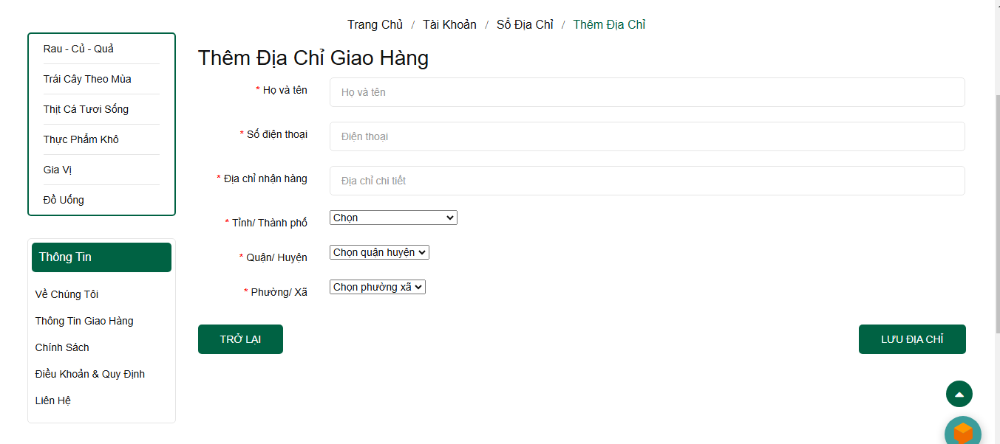 Trang Chủ / Tài Khoản / Sổ Địa Chỉ / Thêm Địa Chỉ
Rau - Củ - Quả
Trái Cây Theo Mùa
Thịt Cá Tươi Sống
Thực Phẩm Khô
Gia Vị
Đồ Uống
Thông Tin
Về Chúng Tôi
Thông Tin Giao Hàng
Chính Sách
Điều Khoản & Quy Định
Liên Hệ
Thêm Địa Chỉ Giao Hàng
* Họ và tên
Họ và tên
* Số điện thoại
Điện thoại
* Địa chỉ nhận hàng
Địa chỉ chi tiết
* Tỉnh/ Thành phố
Chọn
* Quận/ Huyện
Chọn quận huyện
* Phường/ Xã
Chọn phường xã
TRỞ LẠI
LƯU ĐỊA CHỈ